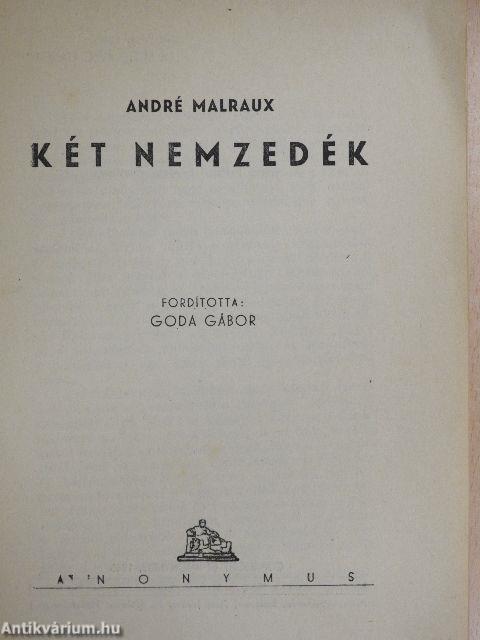 ANDRÉ MALRAUX
KÉT NEMZEDÉK
FORDÍTOTTA:
GODA GÁBOR
ANONYMUS
Antikvárium.hu